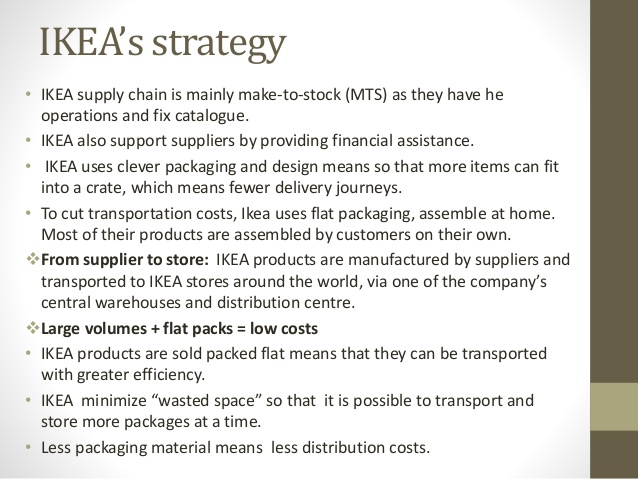 IKEA's strategy
• IKEA supply chain is mainly make-to-stock (MTS) as they have he
operations and fix catalogue.
• IKEA also support suppliers by providing financial assistance.
• IKEA uses clever packaging and design means so that more items can fit
into a crate, which means fewer delivery journeys.
• To cut transportation costs, Ikea uses flat packaging, assemble at home.
Most of their products are assembled by customers on their own.
❖From supplier to store: IKEA products are manufactured by suppliers and
transported to IKEA stores around the world, via one of the company's
central warehouses and distribution centre.
❖Large volumes + flat packs = low costs
• IKEA products are sold packed flat means that they can be transported
with greater efficiency.
• IKEA minimize "wasted space" so that it is possible to transport and
store more packages at a time.
• Less packaging material means less distribution costs.